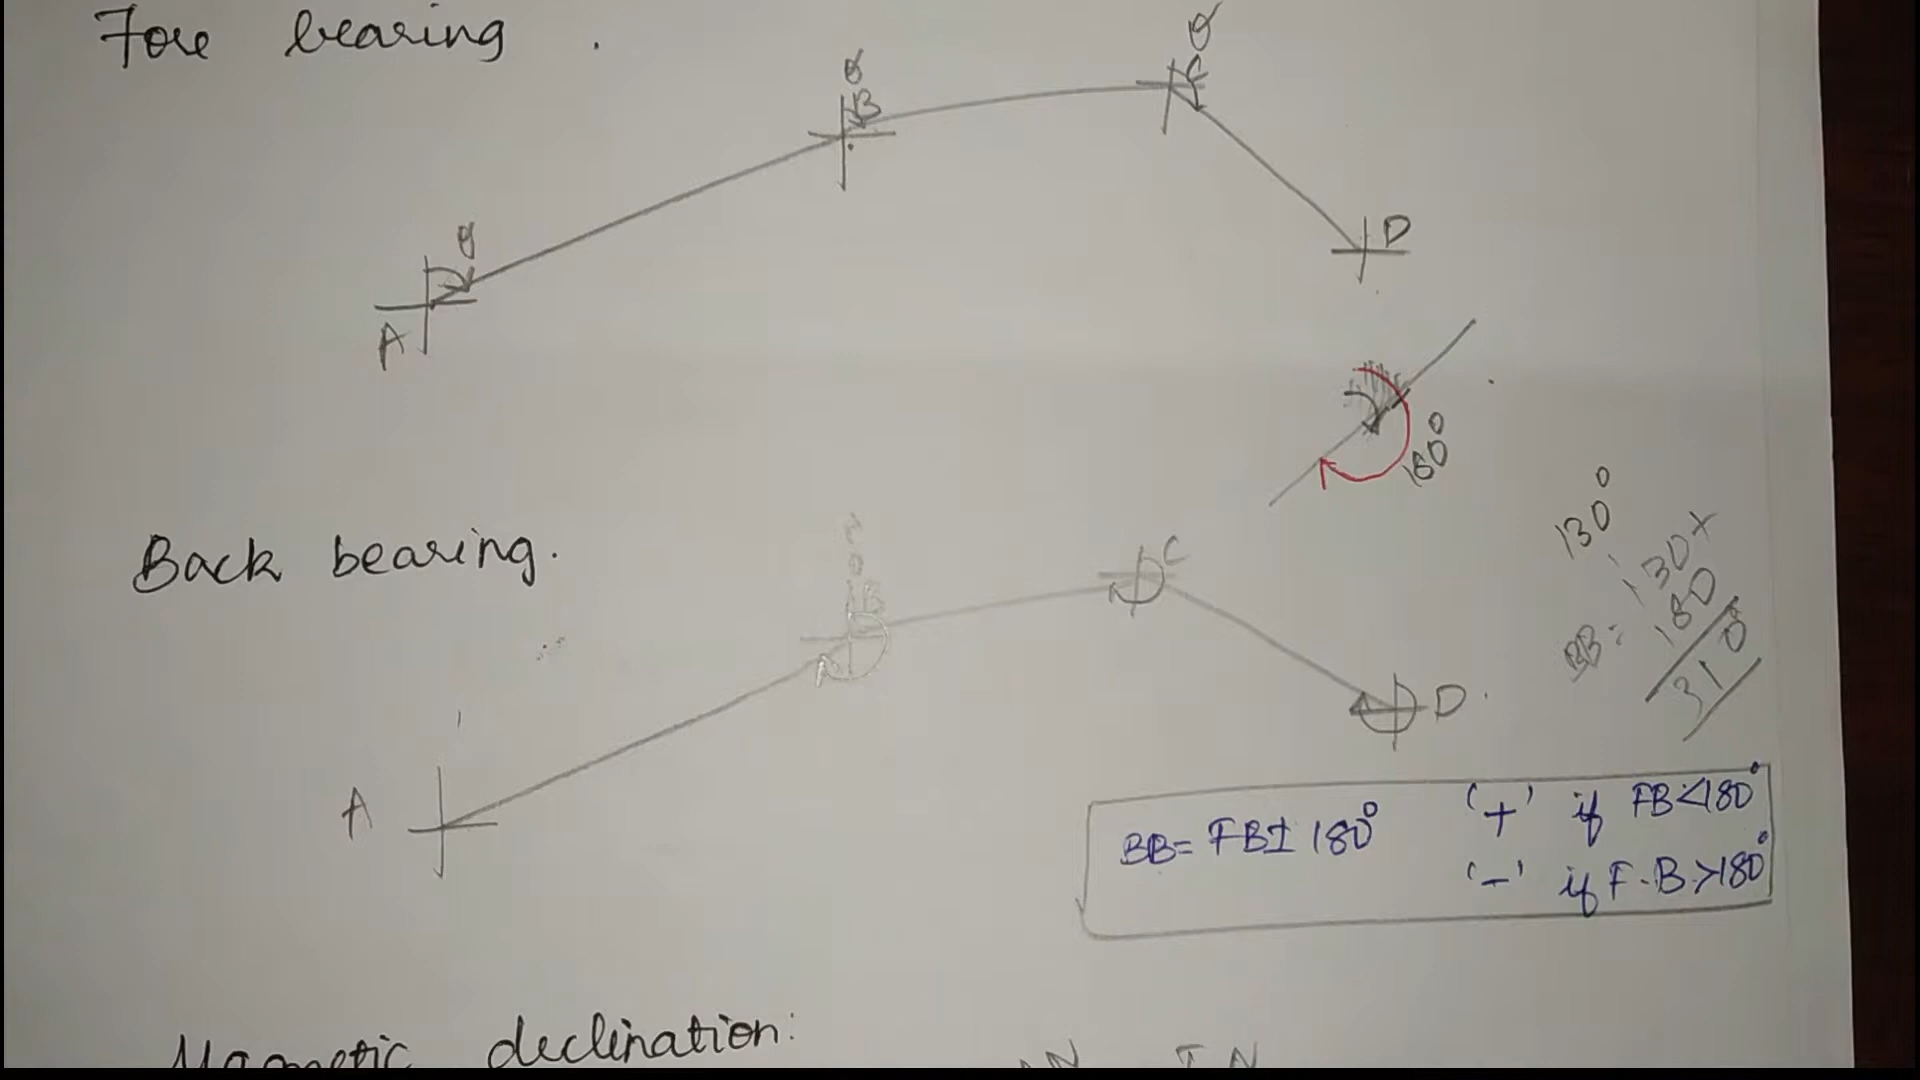 Fore bearing .
θ
B
θ
C
θ
A
D
180°
Back bearing.
B
C
A
D
130°
130+
BB= 180
310°
BB= FB± 180° '+' if FB<180°
'-' if F.B.>180°
Magnetic declination:
T N